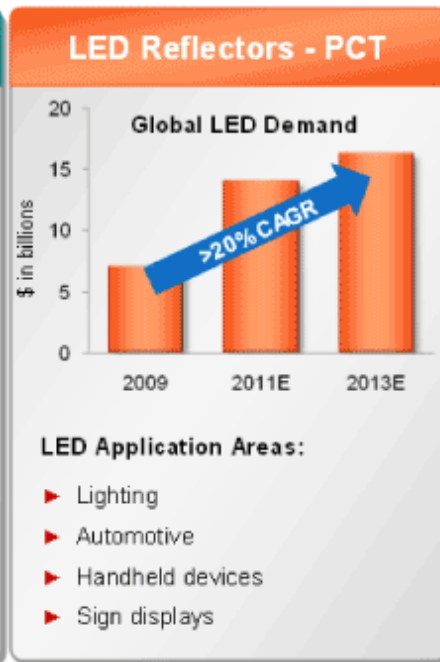 LED Reflectors - PCT
Global LED Demand
$ in billions
20
15
10
5
0
>20% CAGR
2009 2011E 2013E
LED Application Areas:
► Lighting
► Automotive
► Handheld devices
► Sign displays